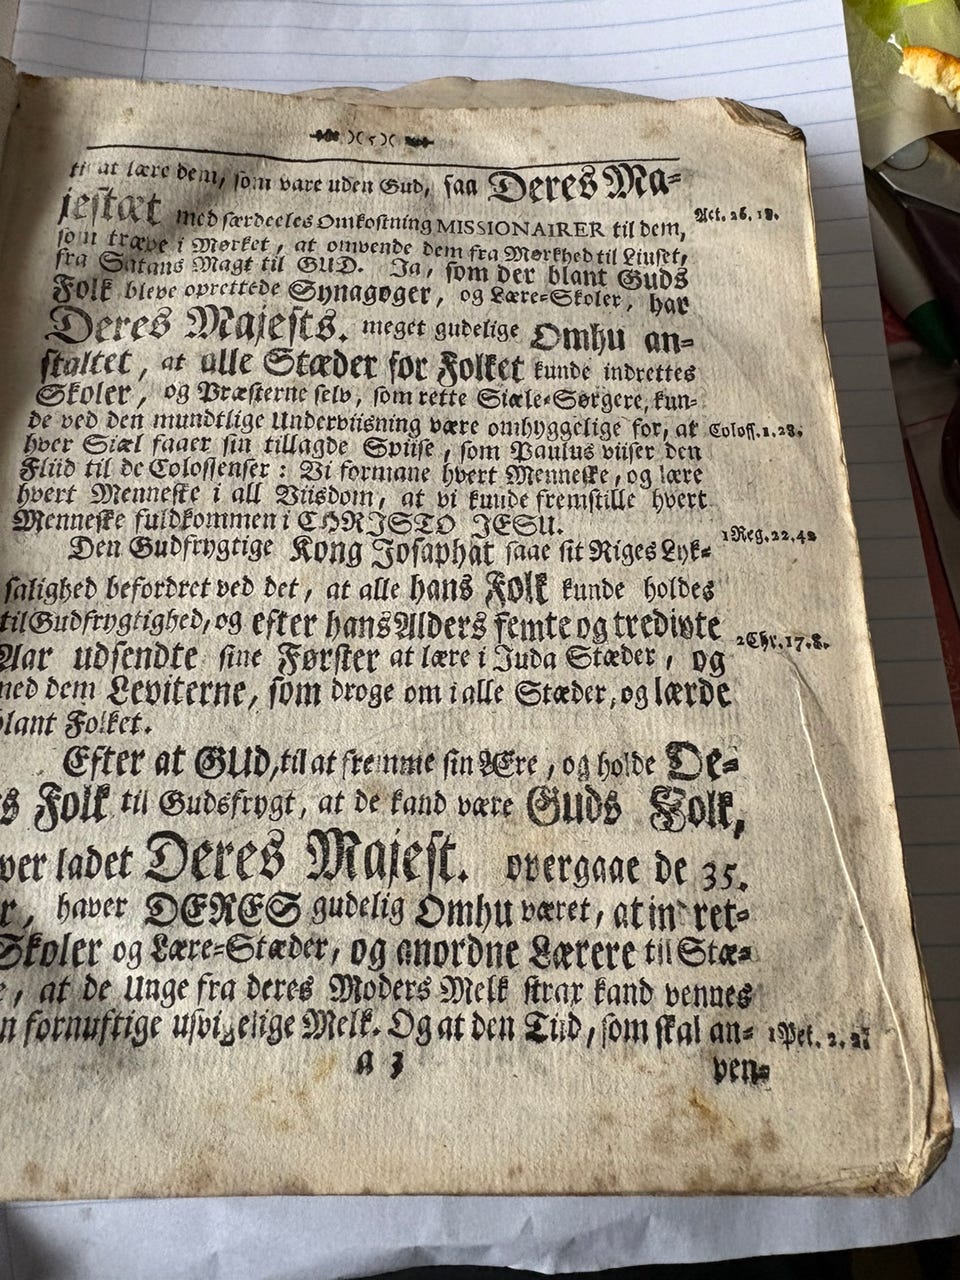 )( 5 )(
til at lære dem, som vare uden Gud, saa Deres Ma-
jestæt med særdeeles Omkostning MISSIONAIRER til dem, Act. 26, 18.
som træve i Mørket, at omvende dem fra Mørkhed til Liuset,
fra Satans Magt til GUD. Ja, som der blant Guds
Folk bleve oprettede Synagoger, og Lære-Skoler, har
Deres Majests. meget gudelige Omhu an-
staltet, at alle Stæder for Folket kunde indrettes
Skoler, og Præsterne selv, som rette Siæle-Sørgere, kun-
de ved den mundtlige Underviisning være omhyggelige for, at Coloss. 1, 28.
hver Siæl faaer sin tillagde Spiise, som Paulus viiser den
Fliid til de Colossenser: Vi formane hvert Menneske, og lære
hvert Menneske i all Viisdom, at vi kunde fremstille hvert
Menneske fuldkommen i CHRISTO JESU.
Den Gudfrygtige Kong Josaphat saae sit Riges Lyk- 1 Reg. 22, 42
salighed befordret ved det, at alle hans Folk kunde holdes
til Gudfrygtighed, og efter hans Alders femte og tredivte 2 Chr. 17. 8.
Aar udsendte sine Førster at lære i Juda Stæder, og
med dem Leviterne, som droge om i alle Stæder, og lærde
blant Folket.
Efter at GUD, til at fremme sin Ære, og holde De-
s Folk til Gudsfrygt, at de kand være Guds Folk,
ver ladet Deres Majest. overgaae de 35.
r, haver DERES gudelig Omhu været, at indret-
Skoler og Lære-Stæder, og anordne Lærere til Stæ-
e, at de Unge fra deres Moders Melk strax kand vennes
n fornuftige usvigelige Melk. Og at den Tiid, som skal an- 1 Pet. 2. 2
a 3 ven-